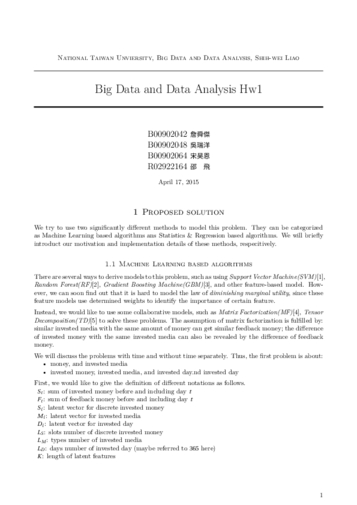 National Taiwan Unviersity, Big Data and Data Analysis, Shih-wei Liao
Big Data and Data Analysis Hw1
B00902042 詹舜傑
B00902048 吳瑞洋
B00902064 宋昊恩
R02922164 邵 飛
April 17, 2015
1 Proposed solution
We try to use two significantly different methods to model this problem. They can be categorized
as Machine Learning based algorithms ans Statistics & Regression based algorithms. We will briefly
introduct our motivation and implementation details of these methods, respecitively.
1.1 Machine Learning based algorithms
There are several ways to derive models to this problem, such as using Support Vector Machine(SVM)[1],
Random Forest(RF)[2], Gradient Boosting Machine(GBM)[3], and other feature-based model. How-
ever, we can soon find out that it is hard to model the law of diminishing marginal utility, since these
feature models use determined weights to identify the importance of certain feature.
Instead, we would like to use some collaborative models, such as Matrix Factorization(MF)[4], Tensor
Decomposition(TD)[5] to solve these problems. The assumption of matrix factorization is fulfilled by:
similar invested media with the same amount of money can get similar feedback money; the difference
of invested money with the same invested media can also be revealed by the difference of feedback
money.
We will discuss the problems with time and without time separately. Thus, the first problem is about:
• money, and invested media
• invested money, invested media, and invested day.nd invested day
First, we would like to give the definition of different notations as follows.
Sₜ: sum of invested money before and including day t
Fₜ: sum of feedback money before and including day t
Sᵢ: latent vector for discrete invested money
Mⱼ: latent vector for invested media
: latent vector for invested day
: slots number of discrete invested money
L_M: types number of invested media
L_D: days number of invested day (maybe referred to 365 here)
K: length of latent features
1